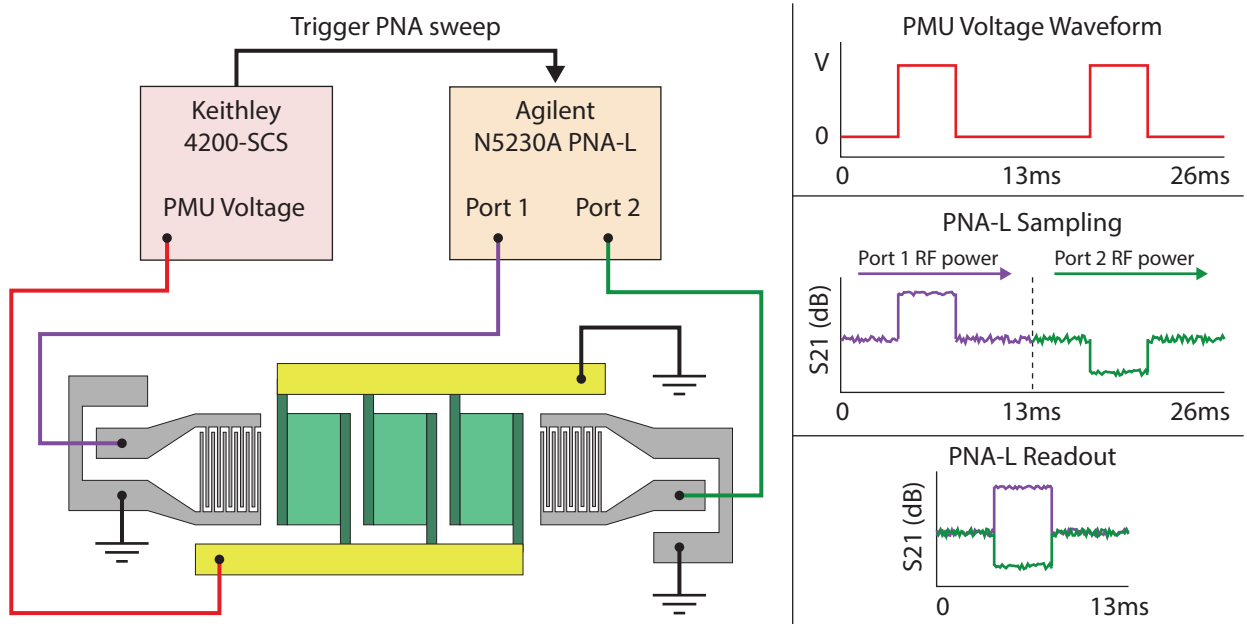 Trigger PNA sweep
Keithley
4200-SCS
PMU Voltage
Agilent
N5230A PNA-L
Port 1
Port 2
PMU Voltage Waveform
V
0
0
13ms
26ms
PNA-L Sampling
Port 1 RF power
Port 2 RF power
S21 (dB)
0
13ms
26ms
PNA-L Readout
S21 (dB)
0
13ms